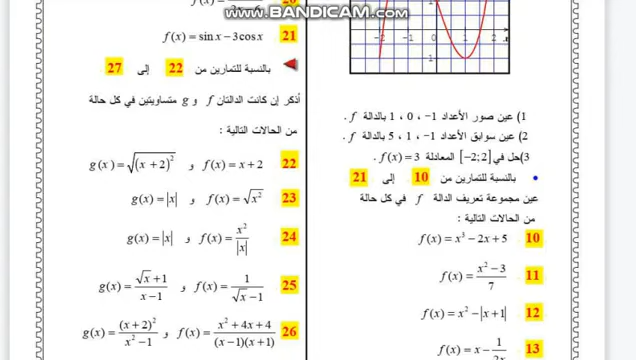 WWW.BANDICAM.COM
1) عين صور الأعداد 1- ، 0 ، 1 بالدالة f .
2) عين سوابق الأعداد 1- ، 1 ، 5 بالدالة f .
3) حل في [-2;2] المعادلة f(x) = 3 .
• بالنسبة للتمارين من 10 إلى 21
عين مجموعة تعريف الدالة f في كل حالة
من الحالات التالية :
10 f(x) = x³ − 2x + 5
11 f(x) = (x² − 3)/7
12 f(x) = x² − |x + 1|
13 f(x) = x − 1/2x
20
21 f(x) = sin x − 3cos x
بالنسبة للتمارين من 22 إلى 27
أذكر إن كانت الدالتان f و g متساويتين في كل حالة
من الحالات التالية :
22 f(x) = x + 2 و g(x) = √(x + 2)²
23 f(x) = √x² و g(x) = |x|
24 f(x) = x²/|x| و g(x) = |x|
25 f(x) = 1/(√x − 1) و g(x) = (√x + 1)/(x − 1)
26 f(x) = (x² + 4x + 4)/((x − 1)(x + 1)) و g(x) = (x + 2)²/(x² − 1)